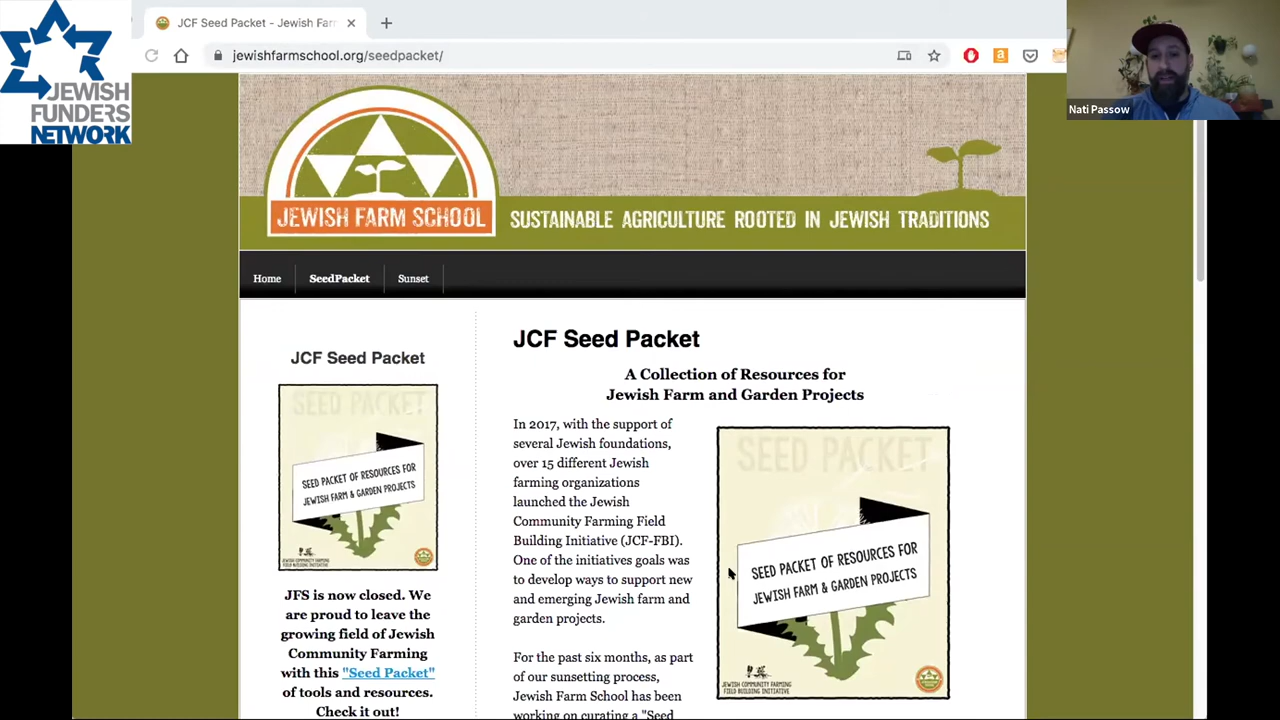 JEWISH
FUNDERS
NETWORK
JCF Seed Packet - Jewish Far
jewishfarmschool.org/seedpacket/
Nati Passow
JEWISH FARM SCHOOL
SUSTAINABLE AGRICULTURE ROOTED IN JEWISH TRADITIONS
Home
SeedPacket
Sunset
JCF Seed Packet
SEED PACKET
SEED PACKET OF RESOURCES FOR
JEWISH FARM & GARDEN PROJECTS
JFS is now closed. We
are proud to leave the
growing field of Jewish
Community Farming
with this "Seed Packet"
of tools and resources.
Check it out!
JCF Seed Packet
A Collection of Resources for
Jewish Farm and Garden Projects
In 2017, with the support of
several Jewish foundations,
over 15 different Jewish
farming organizations
launched the Jewish
Community Farming Field
Building Initiative (JCF-FBI).
One of the initiatives goals was
to develop ways to support new
and emerging Jewish farm and
garden projects.
For the past six months, as part
of our sunsetting process,
Jewish Farm School has been
working on curating a "Seed
SEED PACKET
SEED PACKET OF RESOURCES FOR
JEWISH FARM & GARDEN PROJECTS
JEWISH COMMUNITY FARMING
FIELD BUILDING INITIATIVE